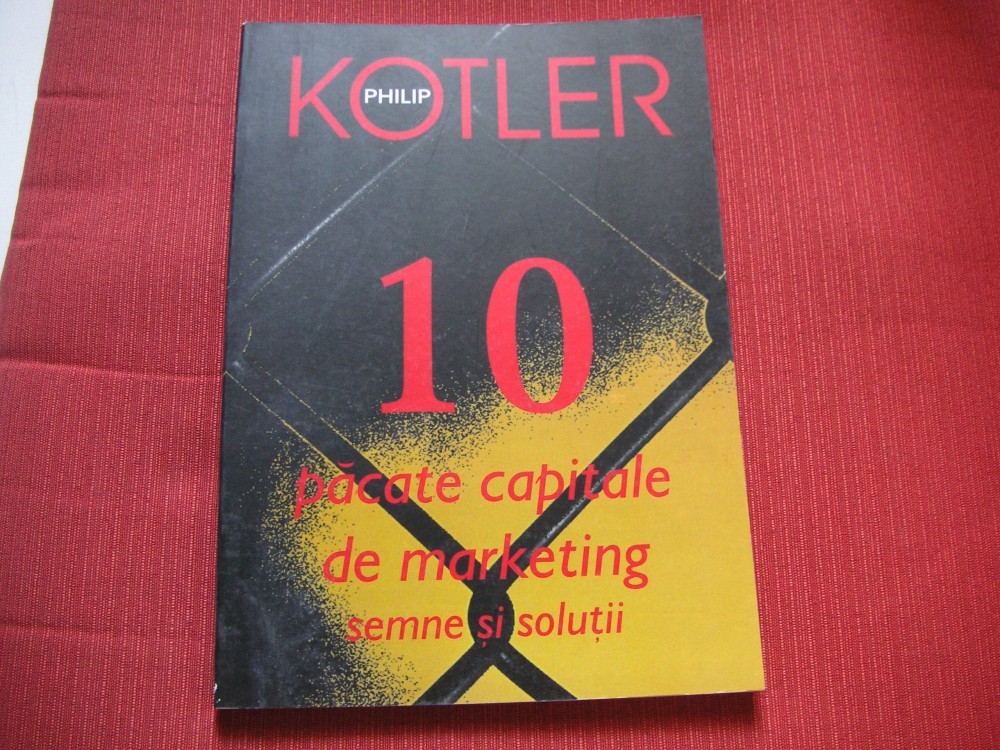 PHILIP
KOTLER
10
păcate capitale
de marketing
semne și soluții